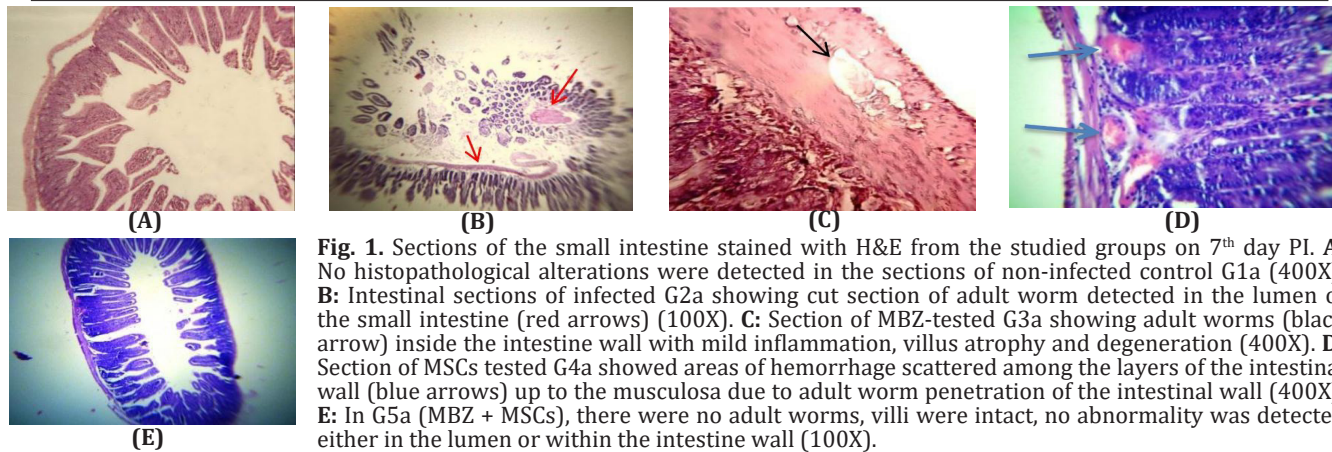 (A)
(B)
(C)
(D)
(E)
Fig. 1. Sections of the small intestine stained with H&E from the studied groups on 7th day PI.
No histopathological alterations were detected in the sections of non-infected control G1a (400X
B: Intestinal sections of infected G2a showing cut section of adult worm detected in the lumen
the small intestine (red arrows) (100X). C: Section of MBZ-tested G3a showing adult worms
arrow) inside the intestine wall with mild inflammation, villus atrophy and degeneration (400X).
Section of MSCs tested G4a showed areas of hemorrhage scattered among the layers of the
wall (blue arrows) up to the musculosa due to adult worm penetration of the intestinal wall (400X
E: In G5a (MBZ + MSCs), there were no adult worms, villi were intact, no abnormality was
either in the lumen or within the intestine wall (100X).